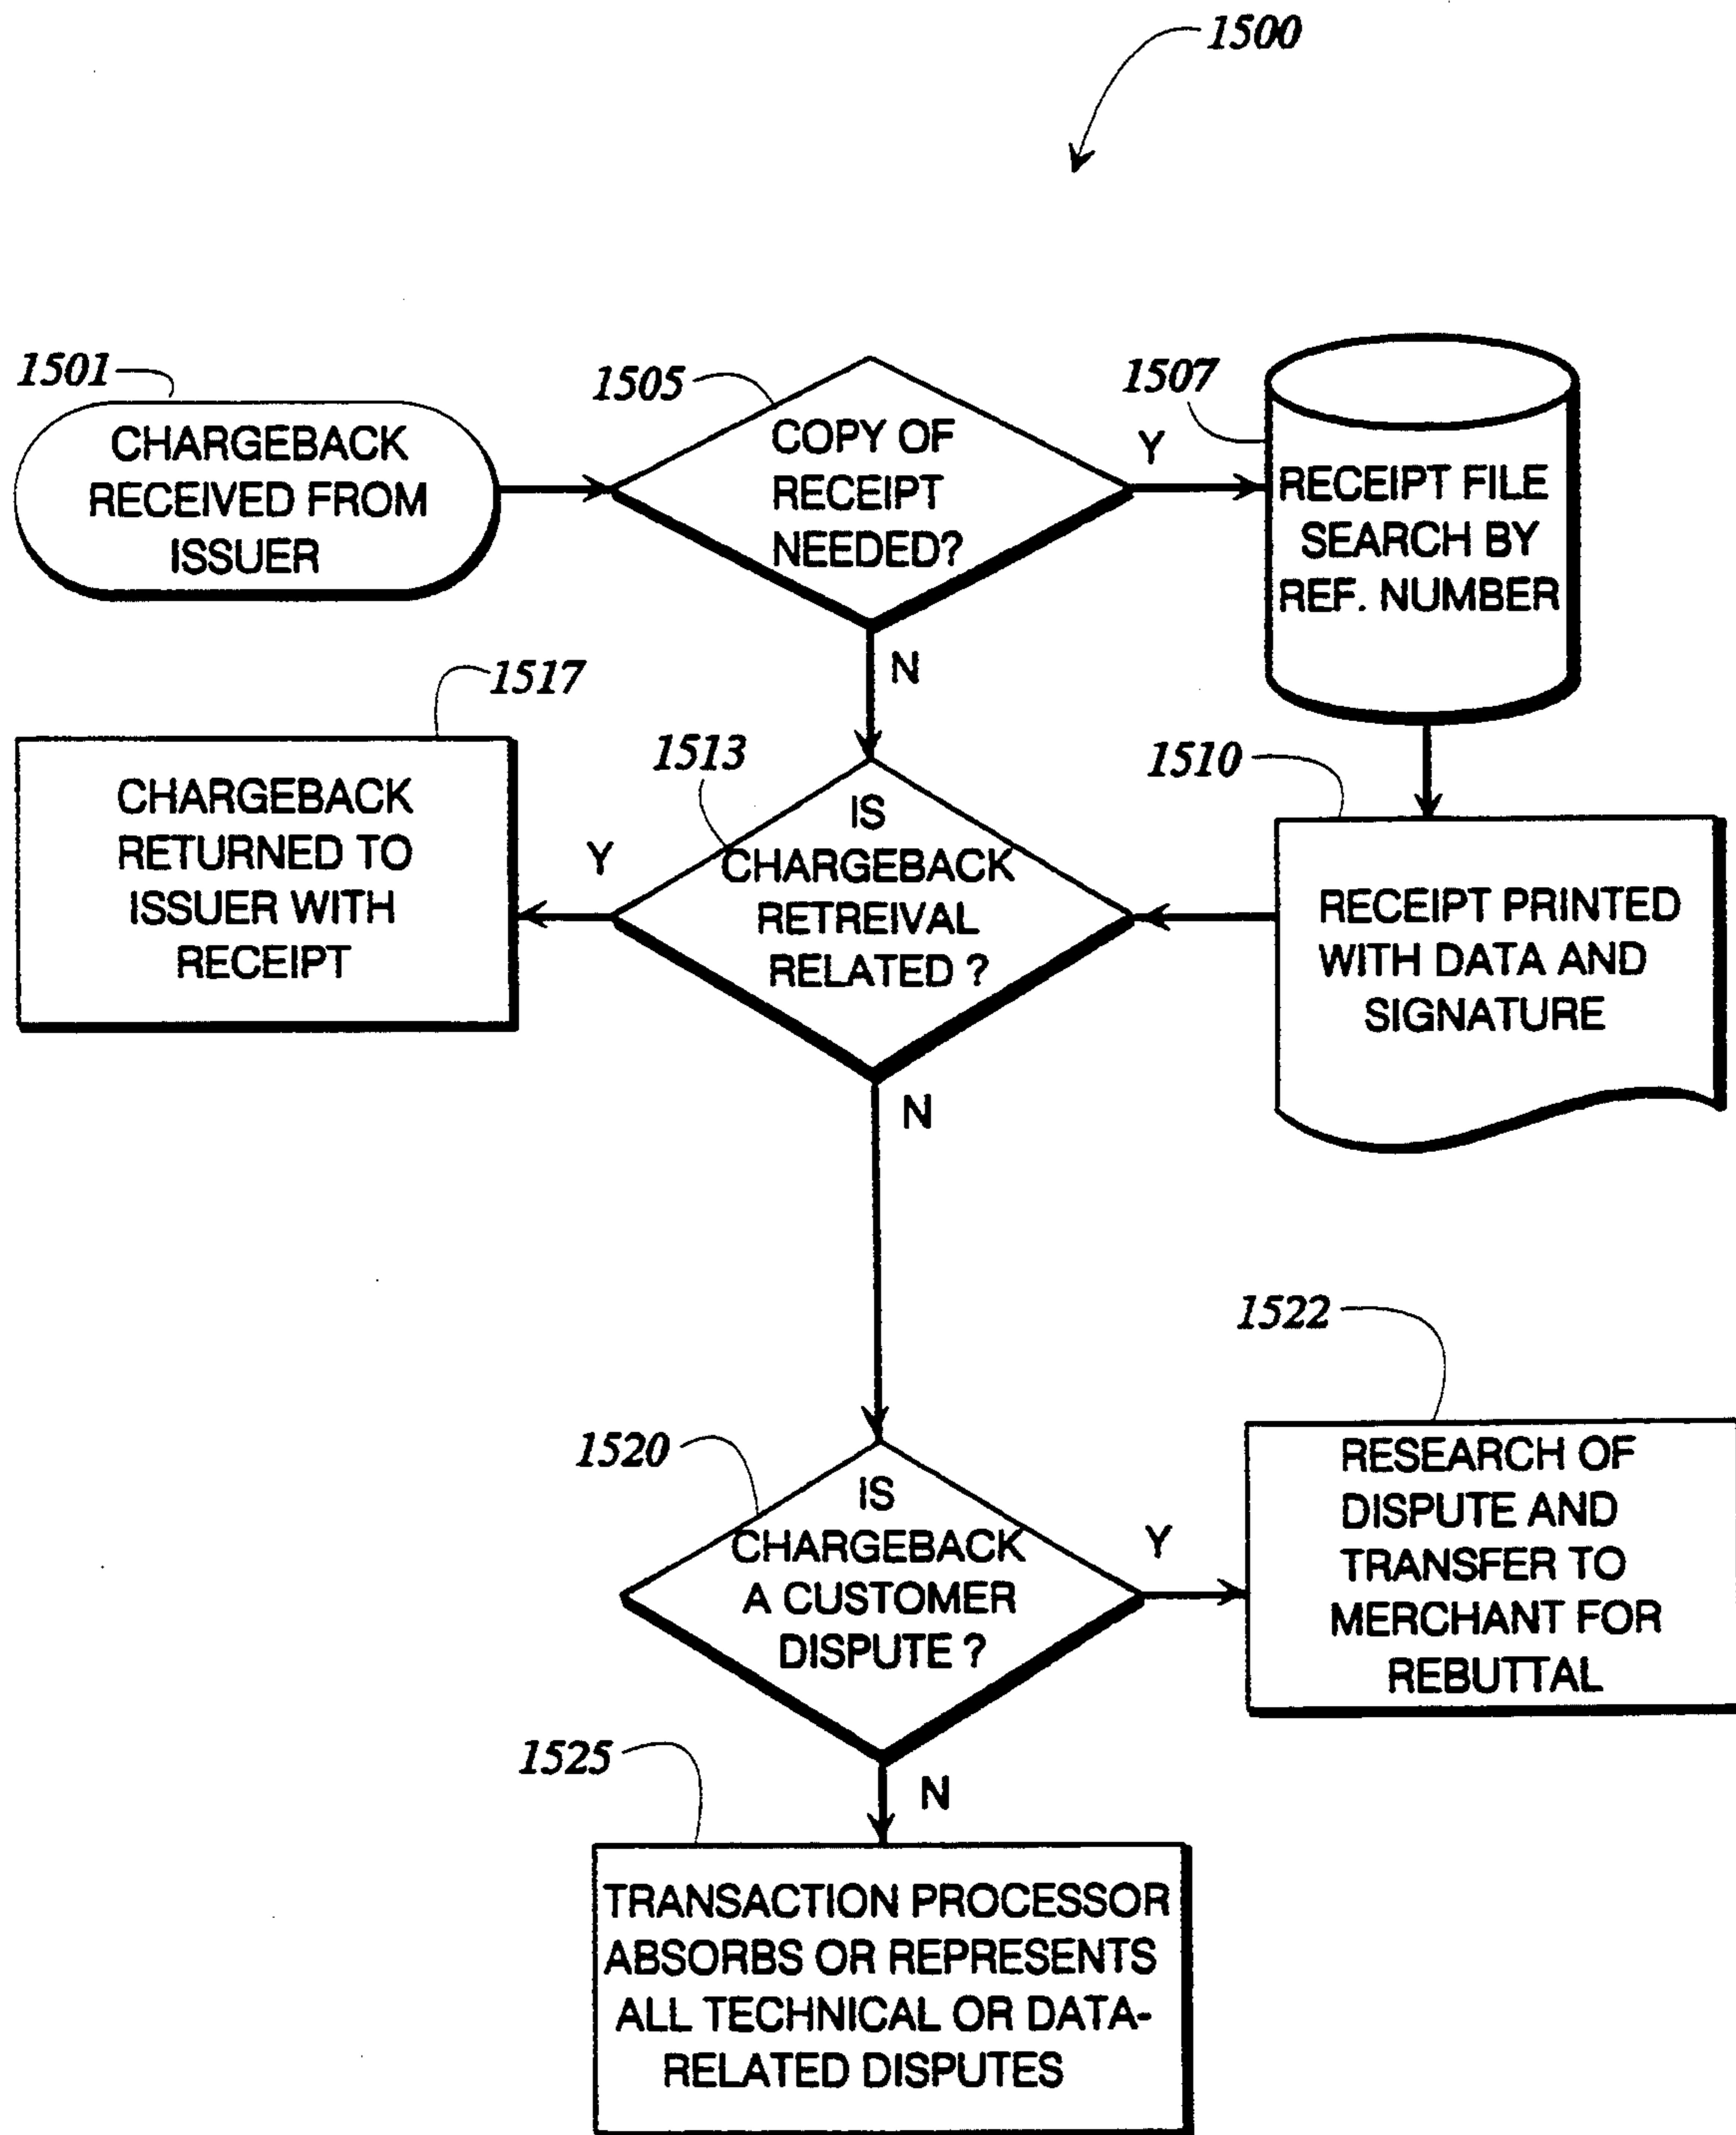 1500
1501
CHARGEBACK
RECEIVED FROM
ISSUER
1505
COPY OF
RECEIPT
NEEDED?
Y
N
1507
RECEIPT FILE
SEARCH BY
REF. NUMBER
1517
CHARGEBACK
RETURNED TO
ISSUER WITH
RECEIPT
1513
IS
CHARGEBACK
RETREIVAL
RELATED ?
Y
N
1510
RECEIPT PRINTED
WITH DATA AND
SIGNATURE
1520
IS
CHARGEBACK
A CUSTOMER
DISPUTE ?
Y
N
1522
RESEARCH OF
DISPUTE AND
TRANSFER TO
MERCHANT FOR
REBUTTAL
1525
TRANSACTION PROCESSOR
ABSORBS OR REPRESENTS
ALL TECHNICAL OR DATA-
RELATED DISPUTES